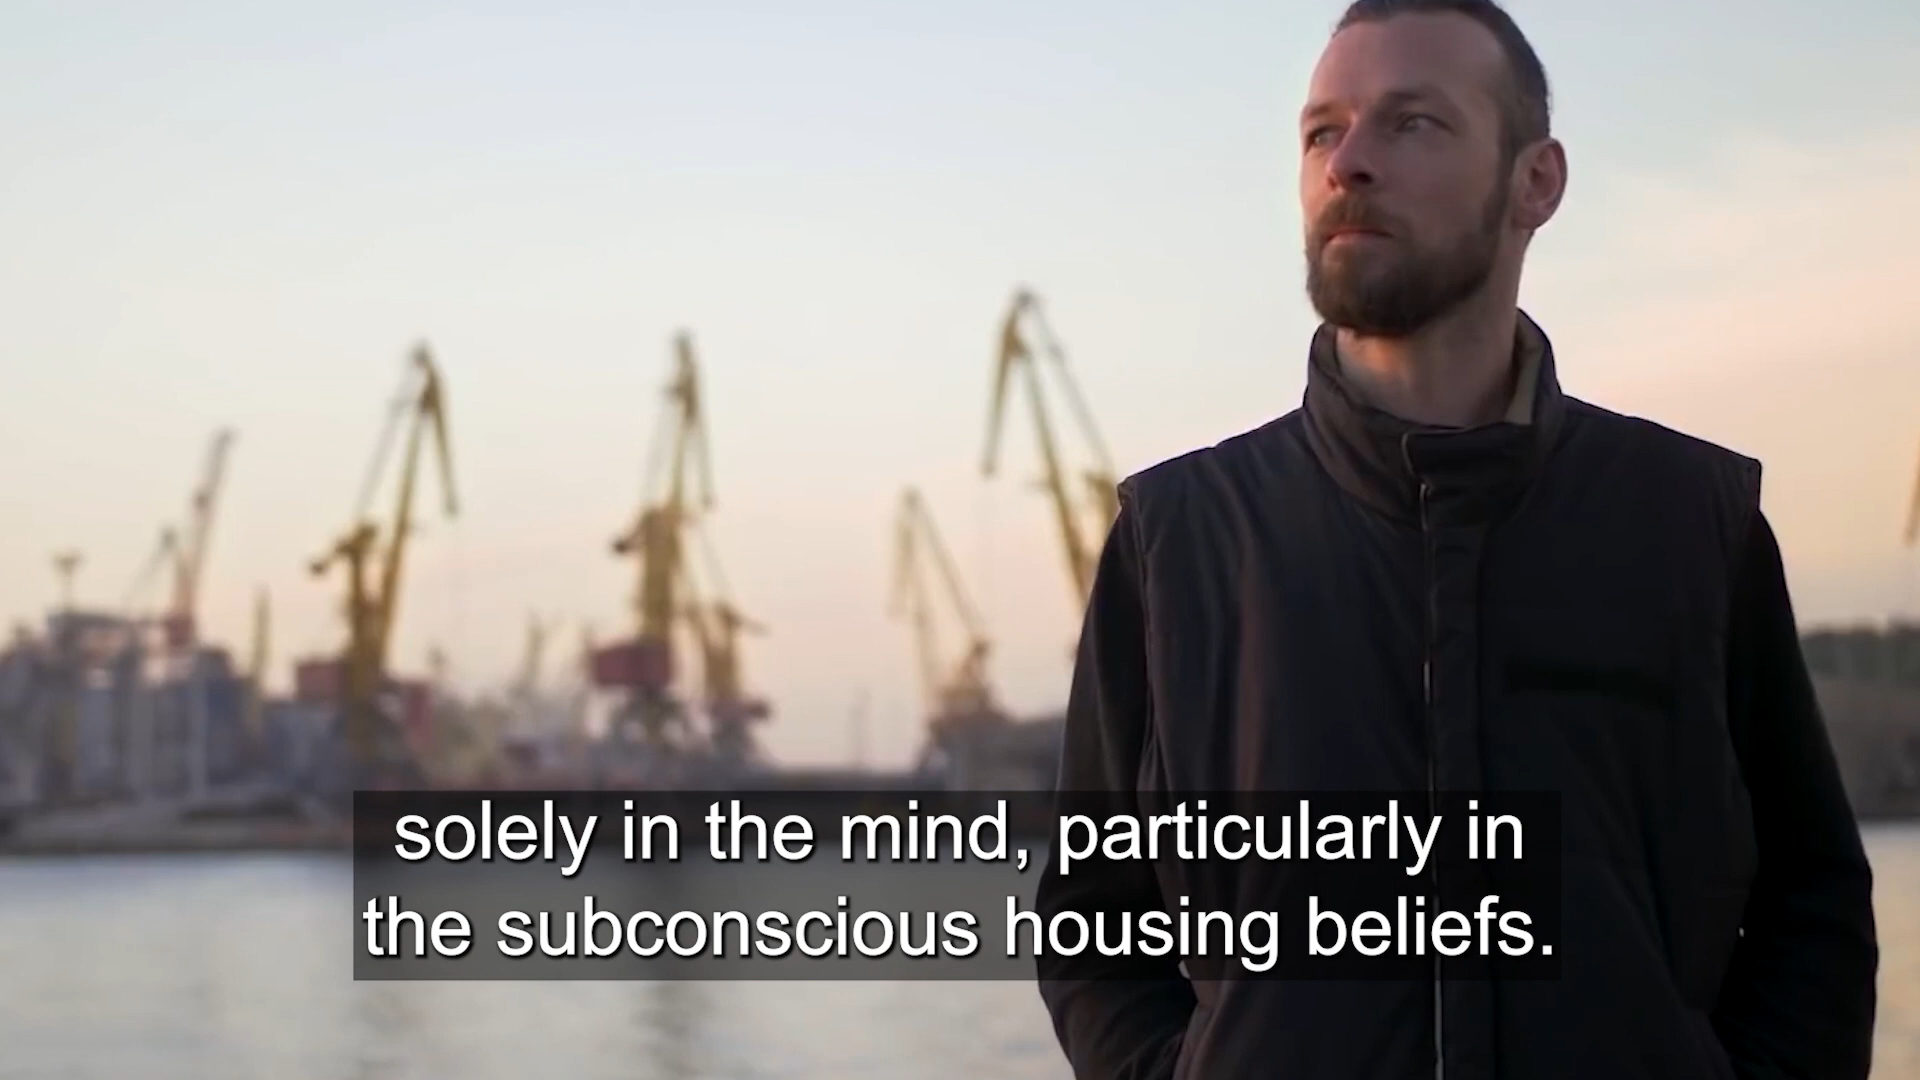 solely in the mind, particularly in
the subconscious housing beliefs.